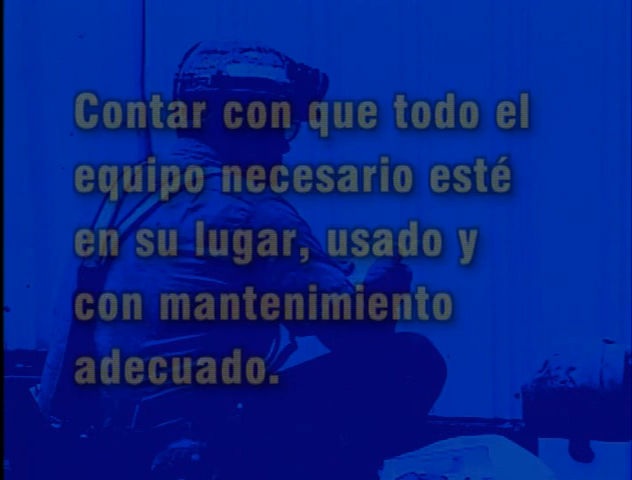 Contar con que todo el
equipo necesario esté
en su lugar, usado y
con mantenimiento
adecuado.